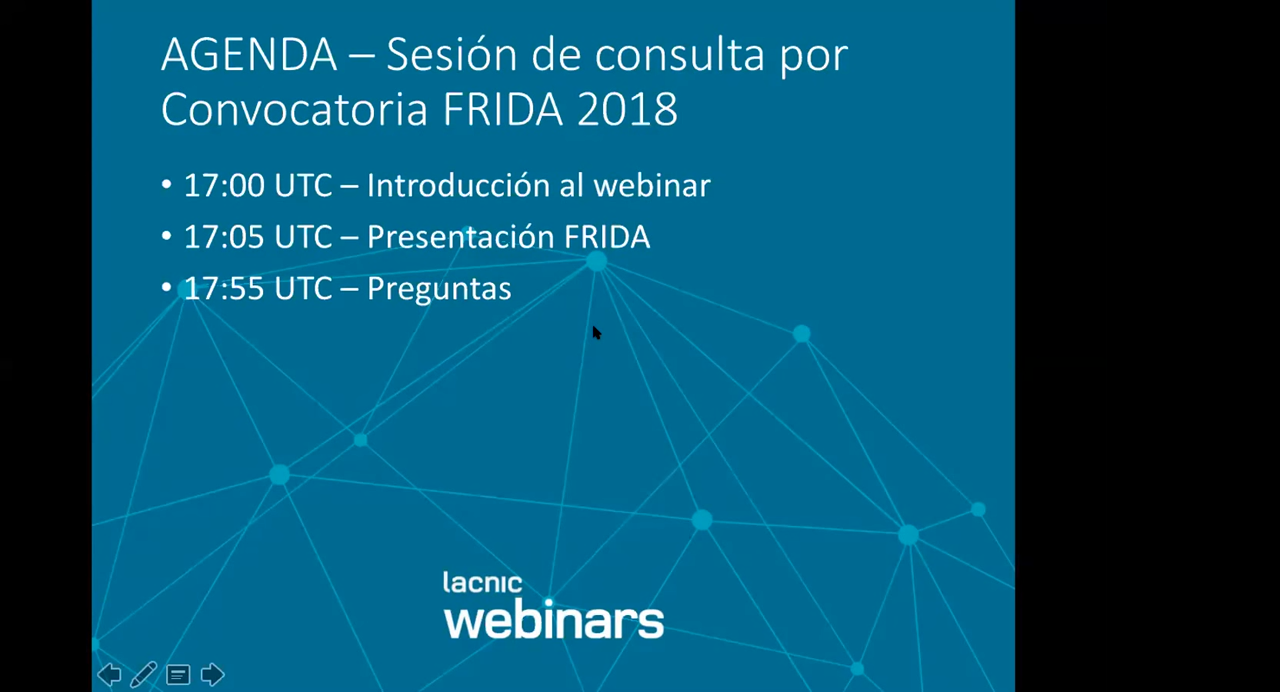 AGENDA – Sesión de consulta por
Convocatoria FRIDA 2018
• 17:00 UTC – Introducción al webinar
• 17:05 UTC – Presentación FRIDA
• 17:55 UTC – Preguntas
lacnic
webinars